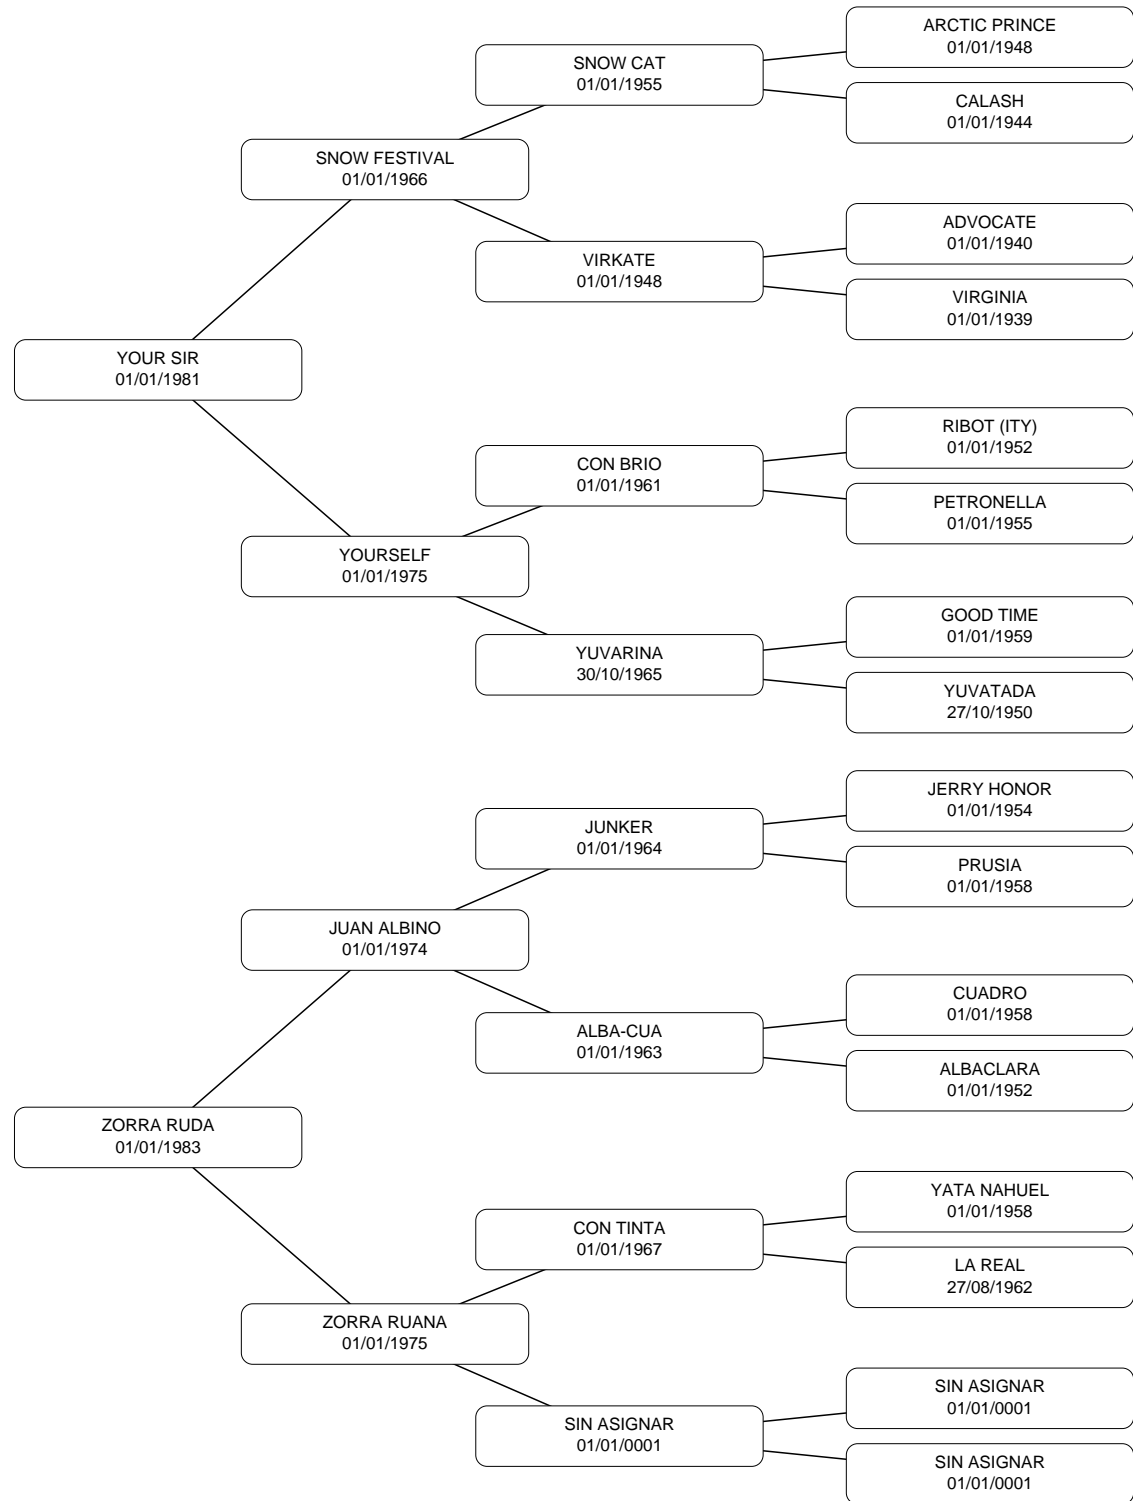 ARCTIC PRINCE
01/01/1948
SNOW CAT
01/01/1955
CALASH
01/01/1944
SNOW FESTIVAL
01/01/1966
ADVOCATE
01/01/1940
VIRKATE
01/01/1948
VIRGINIA
01/01/1939
YOUR SIR
01/01/1981
RIBOT (ITY)
01/01/1952
CON BRIO
01/01/1961
PETRONELLA
01/01/1955
YOURSELF
01/01/1975
GOOD TIME
01/01/1959
YUVARINA
30/10/1965
YUVATADA
27/10/1950
JERRY HONOR
01/01/1954
JUNKER
01/01/1964
PRUSIA
01/01/1958
JUAN ALBINO
01/01/1974
CUADRO
01/01/1958
ALBA-CUA
01/01/1963
ALBACLARA
01/01/1952
ZORRA RUDA
01/01/1983
YATA NAHUEL
01/01/1958
CON TINTA
01/01/1967
LA REAL
27/08/1962
ZORRA RUANA
01/01/1975
SIN ASIGNAR
01/01/0001
SIN ASIGNAR
01/01/0001
SIN ASIGNAR
01/01/0001